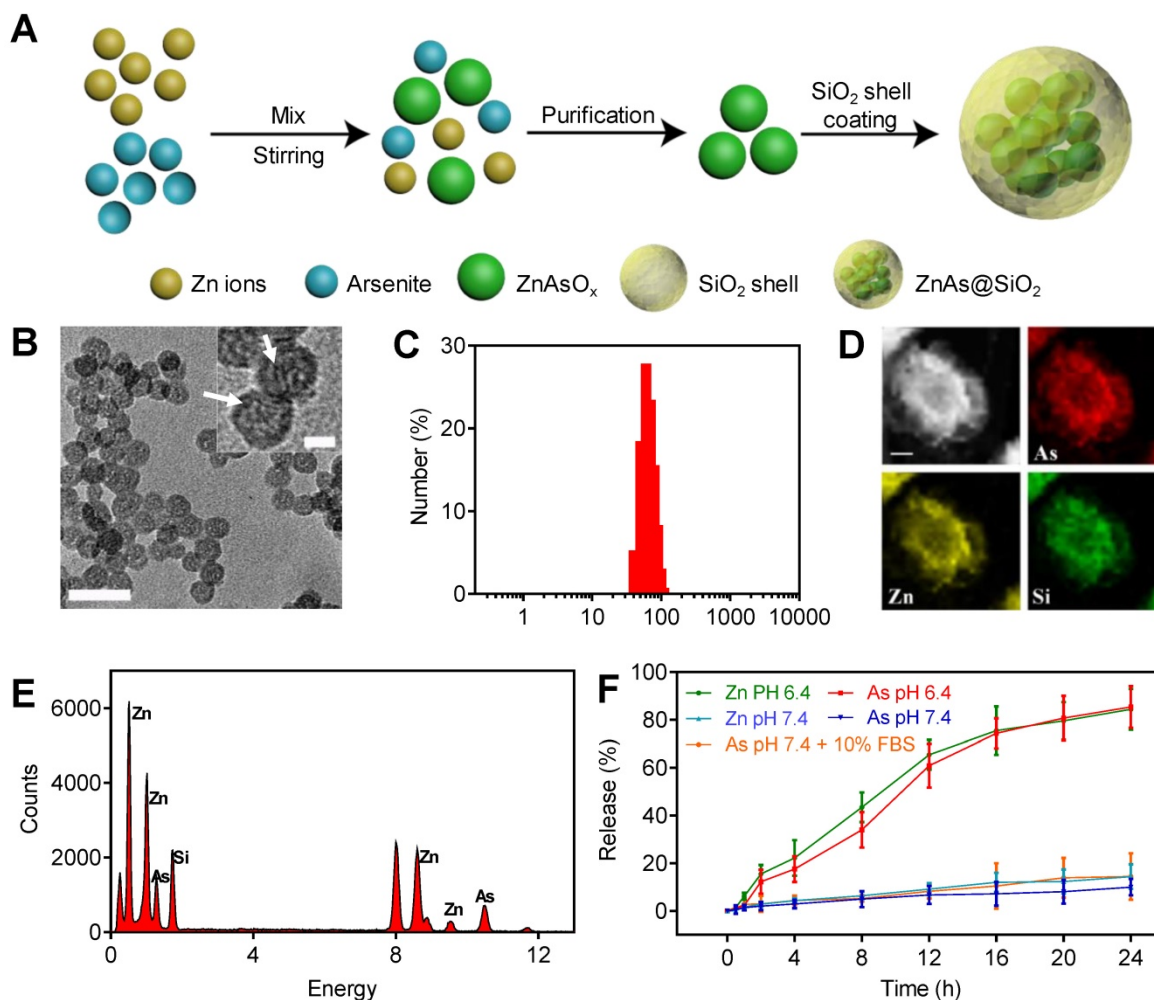 A
Mix
Stirring
Purification
SiO₂ shell
coating
Zn ions
Arsenite
ZnAsOₓ
SiO₂ shell
ZnAs@SiO₂
B
C
Number (%)
30
20
10
0
1
10
100
1000
10000
D
As
Zn
Si
E
Counts
6000
4000
2000
0
Zn
Zn
As
Si
Zn
Zn
As
0
4
8
12
Energy
F
Release (%)
100
80
60
40
20
0
Zn PH 6.4
As pH 6.4
Zn pH 7.4
As pH 7.4
As pH 7.4 + 10% FBS
0
4
8
12
16
20
24
Time (h)